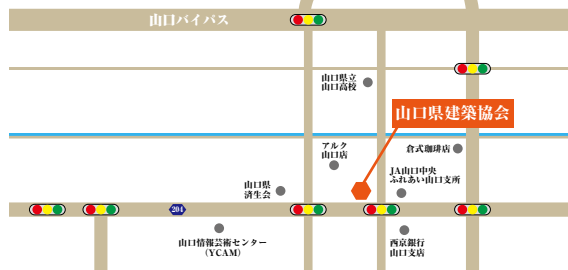 山口バイパス
山口県立
山口高校
山口県建築協会
アルク
山口店
倉式珈琲店
JA山口中央
ふれあい山口支所
山口県
済生会
204
山口情報芸術センター
（YCAM）
西京銀行
山口支店